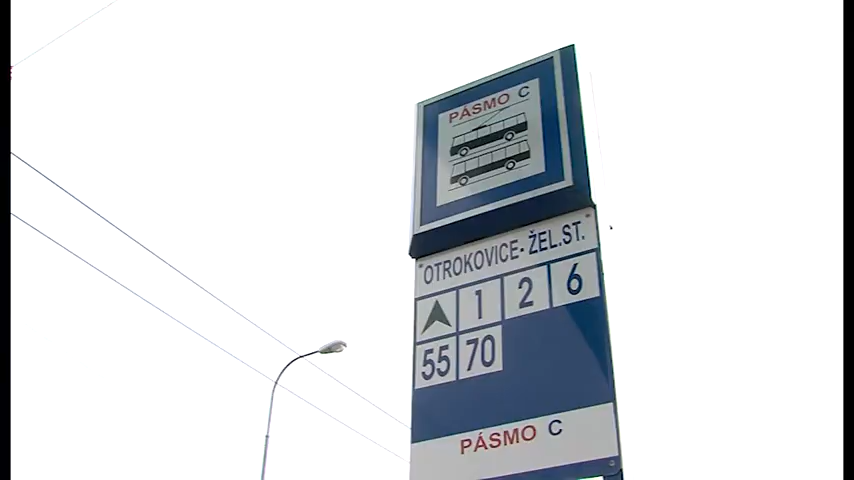 PÁSMO C
OTROKOVICE- ŽEL.ST.
1 2 6
55 70
PÁSMO C